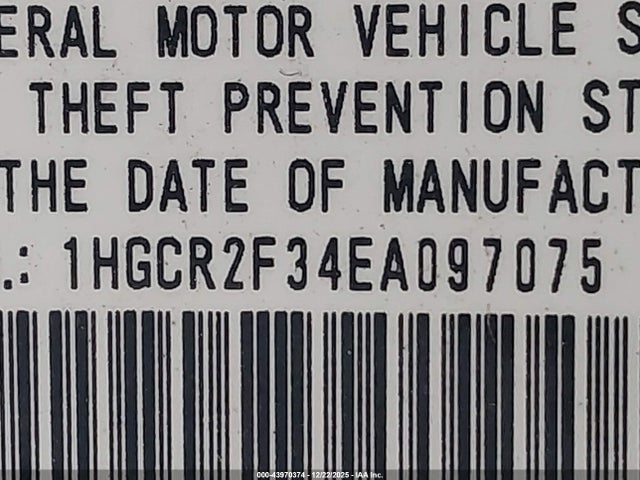 ERAL MOTOR VEHICLE S
THEFT PREVENTION ST
THE DATE OF MANUFACT
.: 1HGCR2F34EA097075
000-43970374 - 12/22/2025 - IAA Inc.